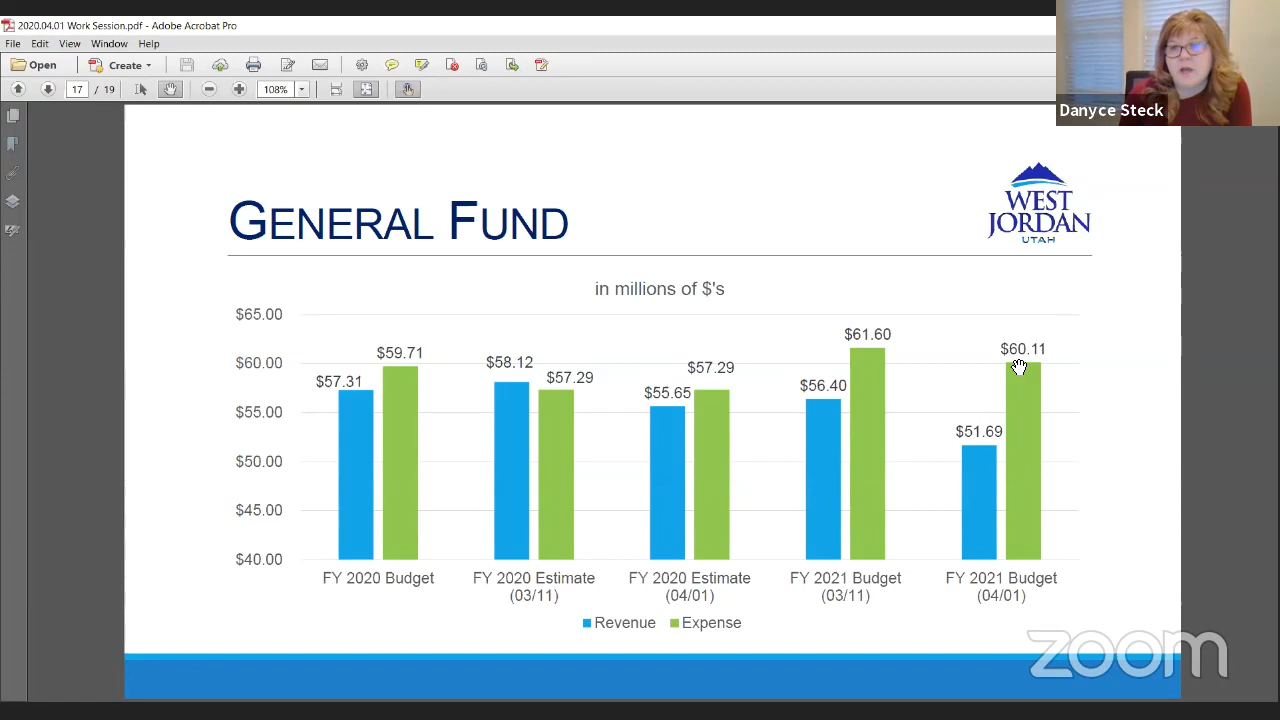 2020.04.01 Work Session.pdf - Adobe Acrobat Pro
File Edit View Window Help
Open Create
17 / 19 108%
Danyce Steck
GENERAL FUND
WEST
JORDAN
UTAH
in millions of $'s
$65.00
$60.00
$55.00
$50.00
$45.00
$40.00
$57.31 $59.71 $58.12 $57.29 $55.65 $57.29 $56.40 $61.60 $51.69 $60.11
FY 2020 Budget
FY 2020 Estimate
(03/11)
FY 2020 Estimate
(04/01)
FY 2021 Budget
(03/11)
FY 2021 Budget
(04/01)
Revenue Expense
zoom